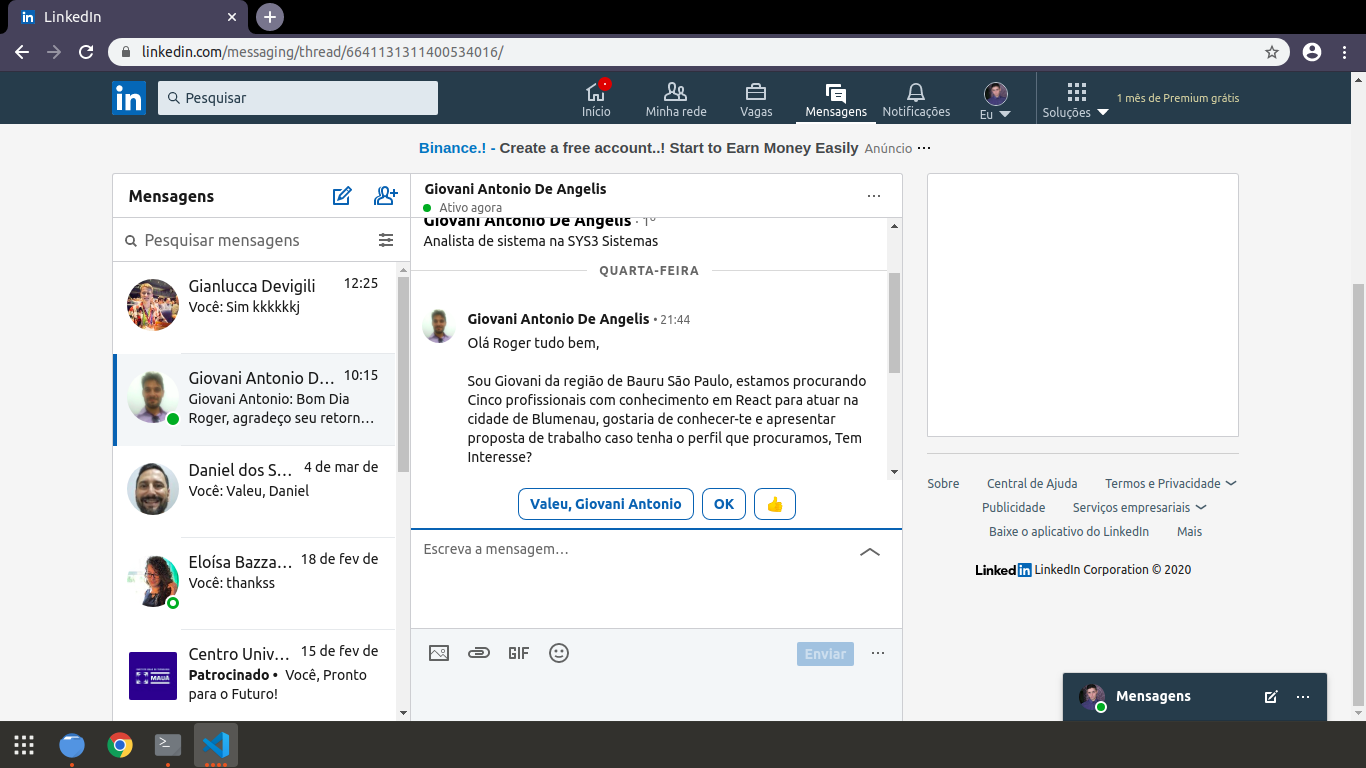 LinkedIn
linkedin.com/messaging/thread/6641131311400534016/
in
Pesquisar
Início
Minha rede
Vagas
Mensagens
Notificações
Eu
Soluções
1 mês de Premium grátis
Binance.! - Create a free account..! Start to Earn Money Easily Anúncio ···
Mensagens
Pesquisar mensagens
Gianlucca Devigili 12:25
Você: Sim kkkkkkj
Giovani Antonio D... 10:15
Giovani Antonio: Bom Dia
Roger, agradeço seu retorn...
Daniel dos S... 4 de mar de
Você: Valeu, Daniel
Eloísa Bazza... 18 de fev de
Você: thankss
Centro Univ... 15 de fev de
Patrocinado • Você, Pronto
para o Futuro!
MAUÁ
Giovani Antonio De Angelis
Ativo agora
Giovani Antonio De Angelis · 1º
Analista de sistema na SYS3 Sistemas
QUARTA-FEIRA
Giovani Antonio De Angelis • 21:44
Olá Roger tudo bem,
Sou Giovani da região de Bauru São Paulo, estamos procurando
Cinco profissionais com conhecimento em React para atuar na
cidade de Blumenau, gostaria de conhecer-te e apresentar
proposta de trabalho caso tenha o perfil que procuramos, Tem
Interesse?
Valeu, Giovani Antonio
OK
👍
Escreva a mensagem...
GIF
Enviar
Sobre Central de Ajuda Termos e Privacidade
Publicidade Serviços empresariais
Baixe o aplicativo do LinkedIn Mais
Linked in LinkedIn Corporation © 2020
Mensagens